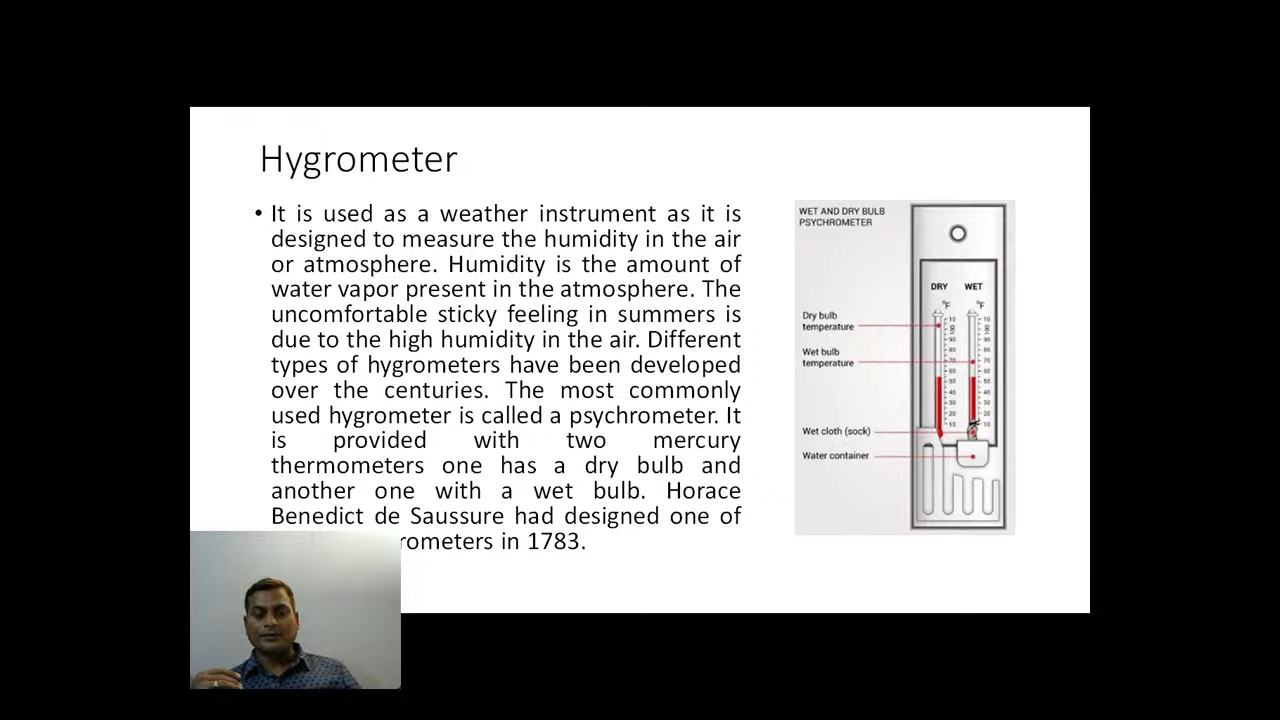 Hygrometer
• It is used as a weather instrument as it is
designed to measure the humidity in the air
or atmosphere. Humidity is the amount of
water vapor present in the atmosphere. The
uncomfortable sticky feeling in summers is
due to the high humidity in the air. Different
types of hygrometers have been developed
over the centuries. The most commonly
used hygrometer is called a psychrometer. It
is provided with two mercury
thermometers one has a dry bulb and
another one with a wet bulb. Horace
Benedict de Saussure had designed one of
rometers in 1783.
WET AND DRY BULB
PSYCHROMETER
DRY WET
°F °F
Dry bulb
temperature
Wet bulb
temperature
Wet cloth (sock)
Water container